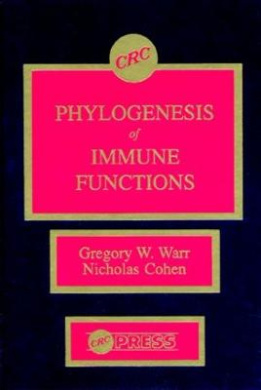 CRC
PHYLOGENESIS
of
IMMUNE
FUNCTIONS
Gregory W. Warr
Nicholas Cohen
CRC PRESS